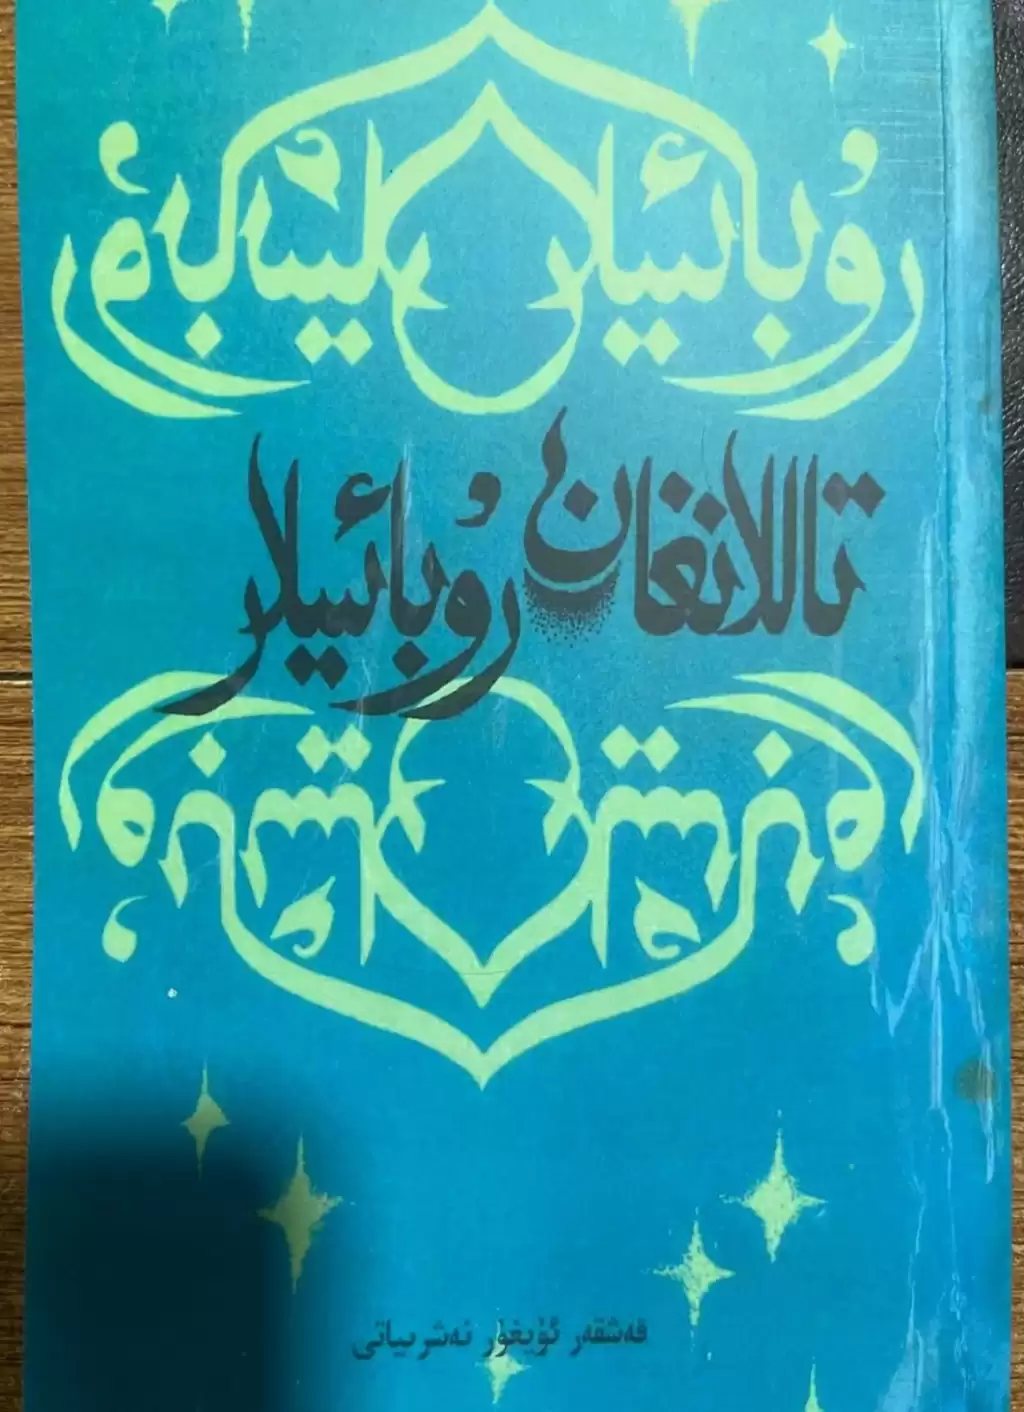 رۇبائىيلار
تاللانغان رۇبائىيلار
قەشقەر ئۇيغۇر نەشرىياتى